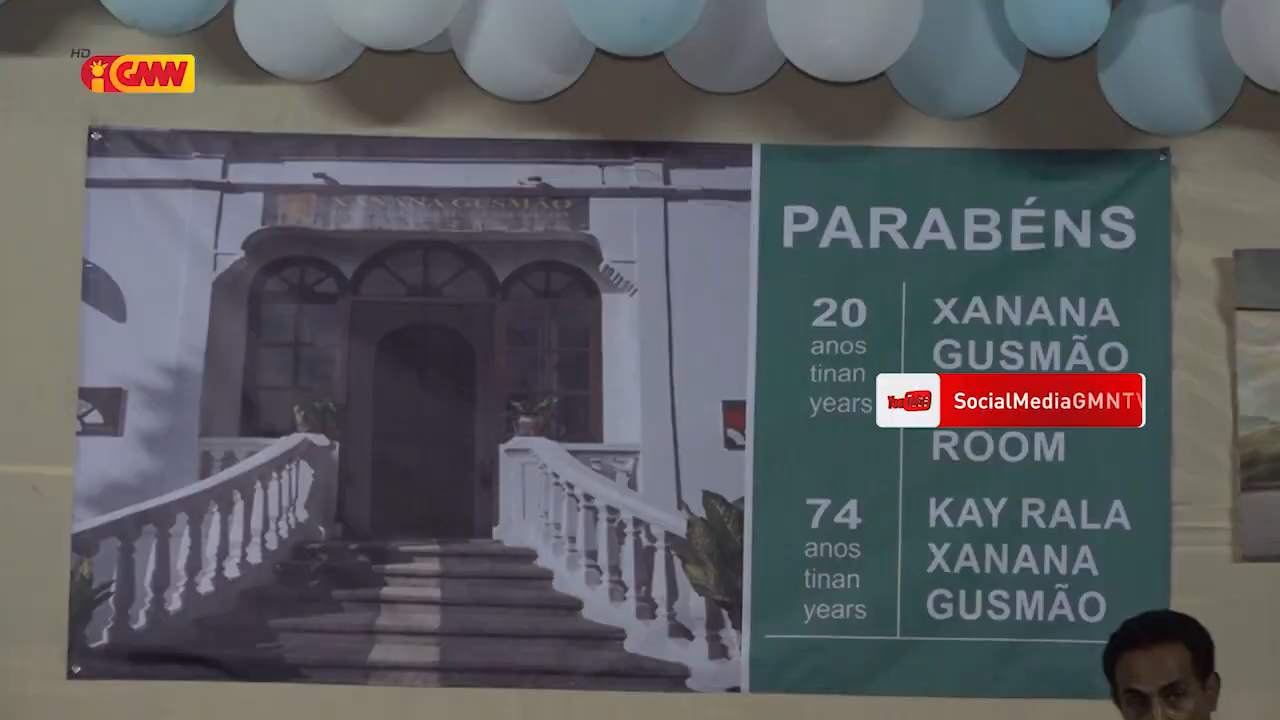 HD
GMN
XANANA GUSMÃO
PARABÉNS
20
anos
tinan
years
XANANA
GUSMÃO
YouTube
SocialMediaGMNTV
ROOM
74
anos
tinan
years
KAY RALA
XANANA
GUSMÃO